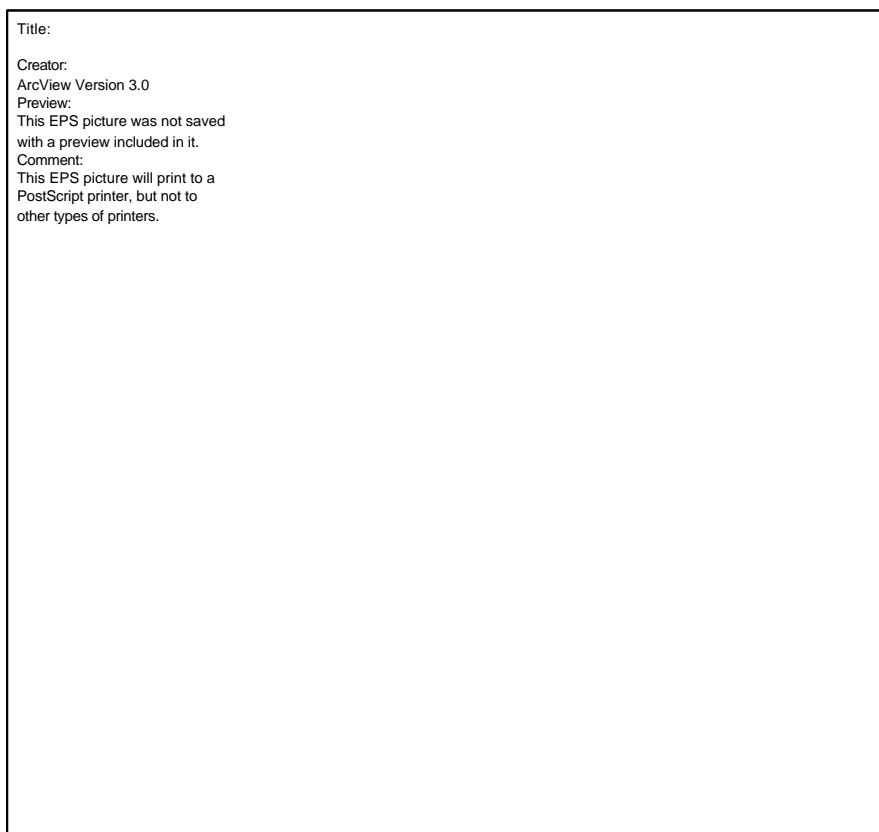 Title:
Creator:
ArcView Version 3.0
Preview:
This EPS picture was not saved
with a preview included in it.
Comment:
This EPS picture will print to a
PostScript printer, but not to
other types of printers.